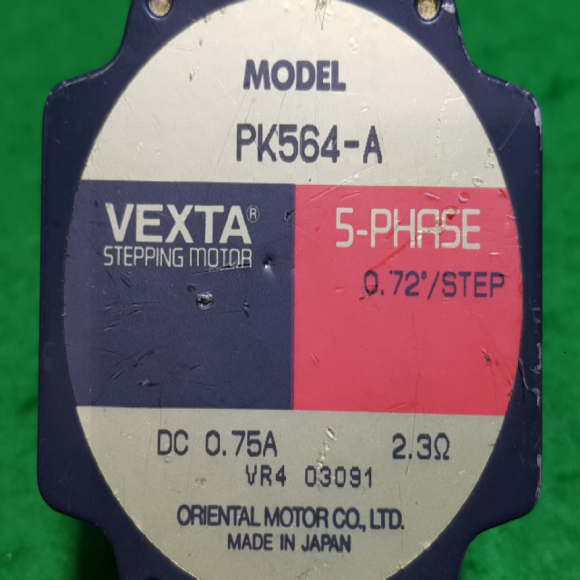 MODEL
PK564-A
VEXTA®
STEPPING MOTOR
5-PHASE
0.72°/STEP
DC 0.75A 2.3Ω
VR4 03091
ORIENTAL MOTOR CO., LTD.
MADE IN JAPAN